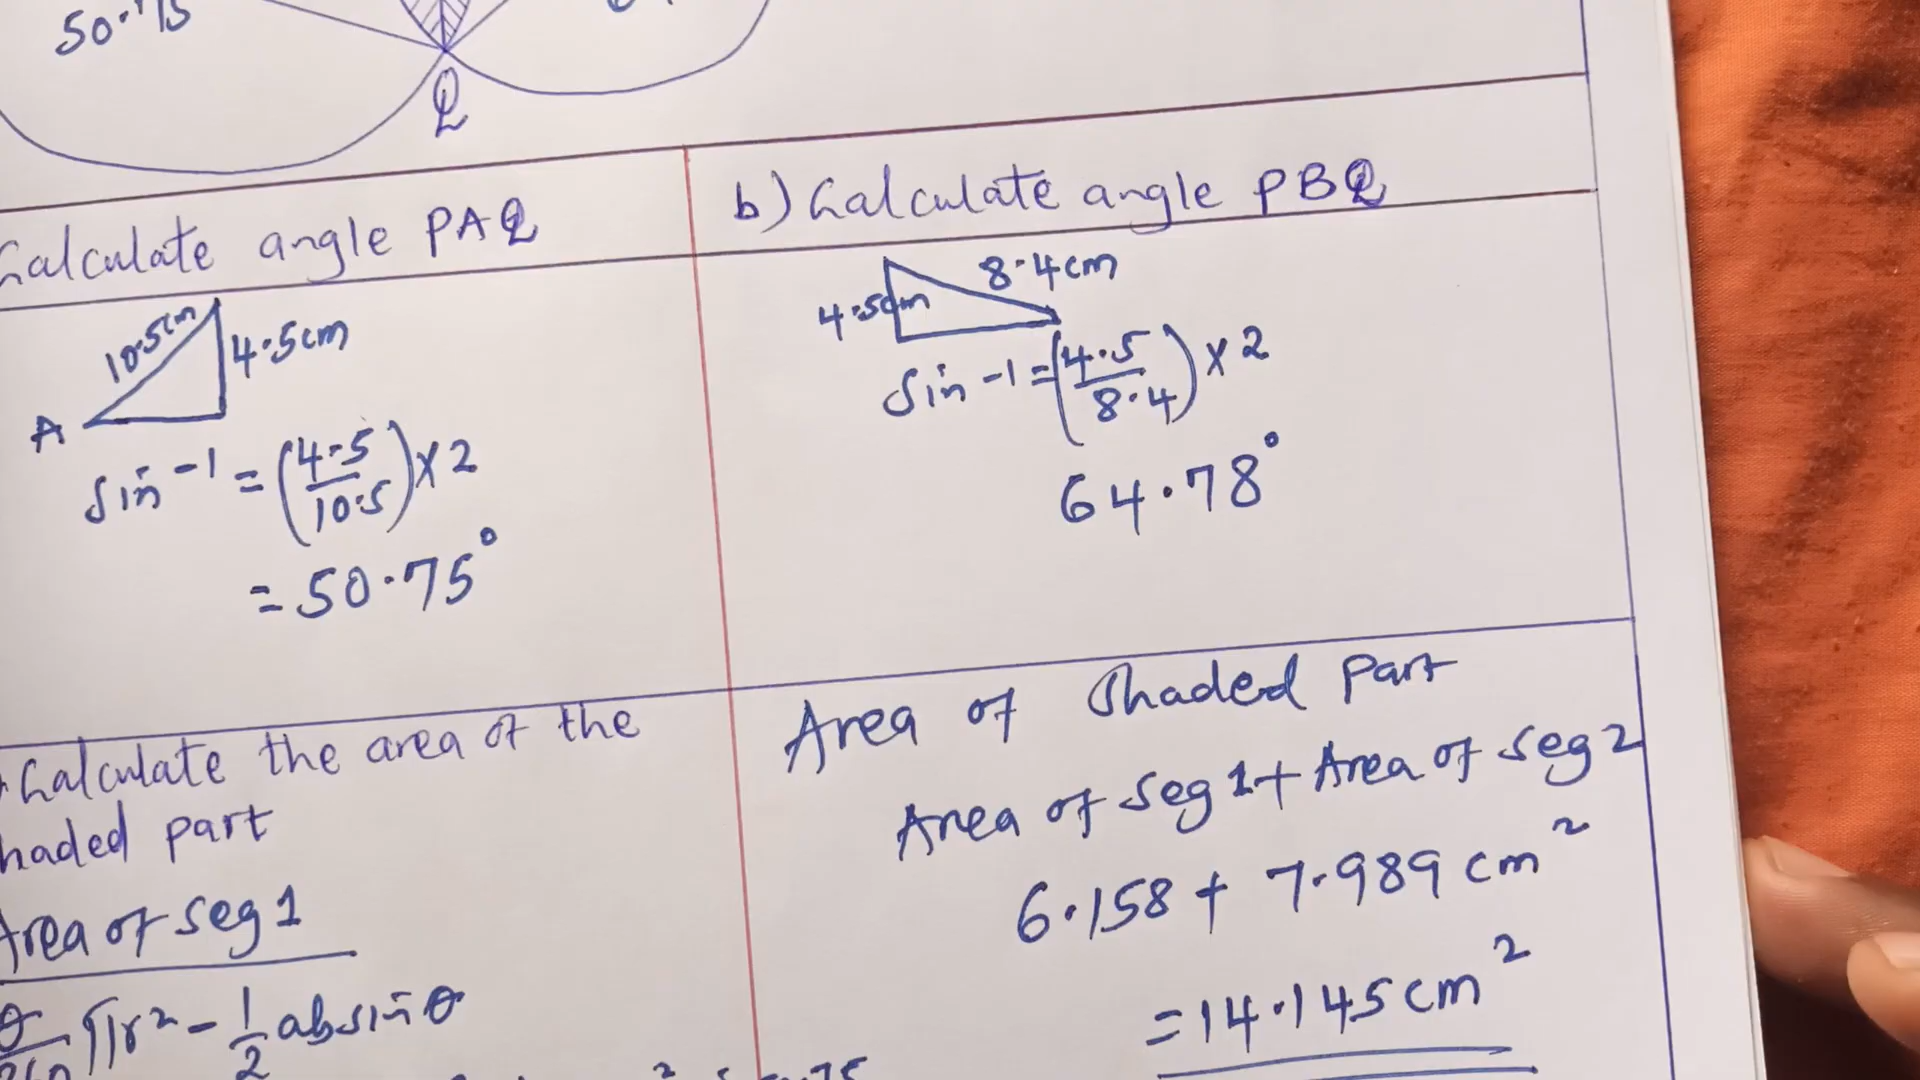 50.75
Q
Calculate angle PAQ
10.5cm
4.5cm
A
sin⁻¹ = (4.5/10.5) x 2
= 50.75°
b) Calculate angle PBQ
8.4cm
4.5cm
sin -1 = (4.5/8.4) x 2
64.78°
Calculate the area of the
haded part
Area of seg 1
πr² - 1/2 ab sin θ
Area of Shaded Part
Area of seg 1 + Area of seg 2
6.158 + 7.989 cm²
= 14.145 cm²